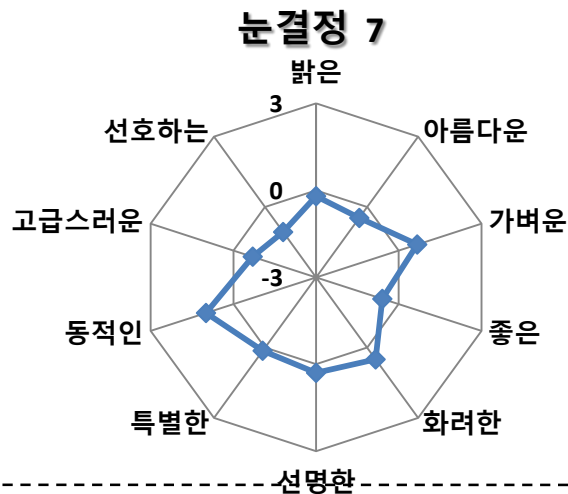 눈결정 7
밝은
3
선호하는
아름다운
0
고급스러운
가벼운
-3
동적인
좋은
특별한
화려한
선명한